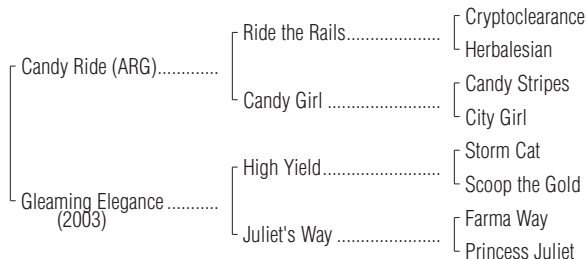 Cryptoclearance
Ride the Rails....................
Herbalesian
Candy Ride (ARG)............
Candy Stripes
Candy Girl .......................
City Girl
Storm Cat
High Yield........................
Scoop the Gold
Gleaming Elegance ..........
(2003)
Farma Way
Juliet's Way .....................
Princess Juliet